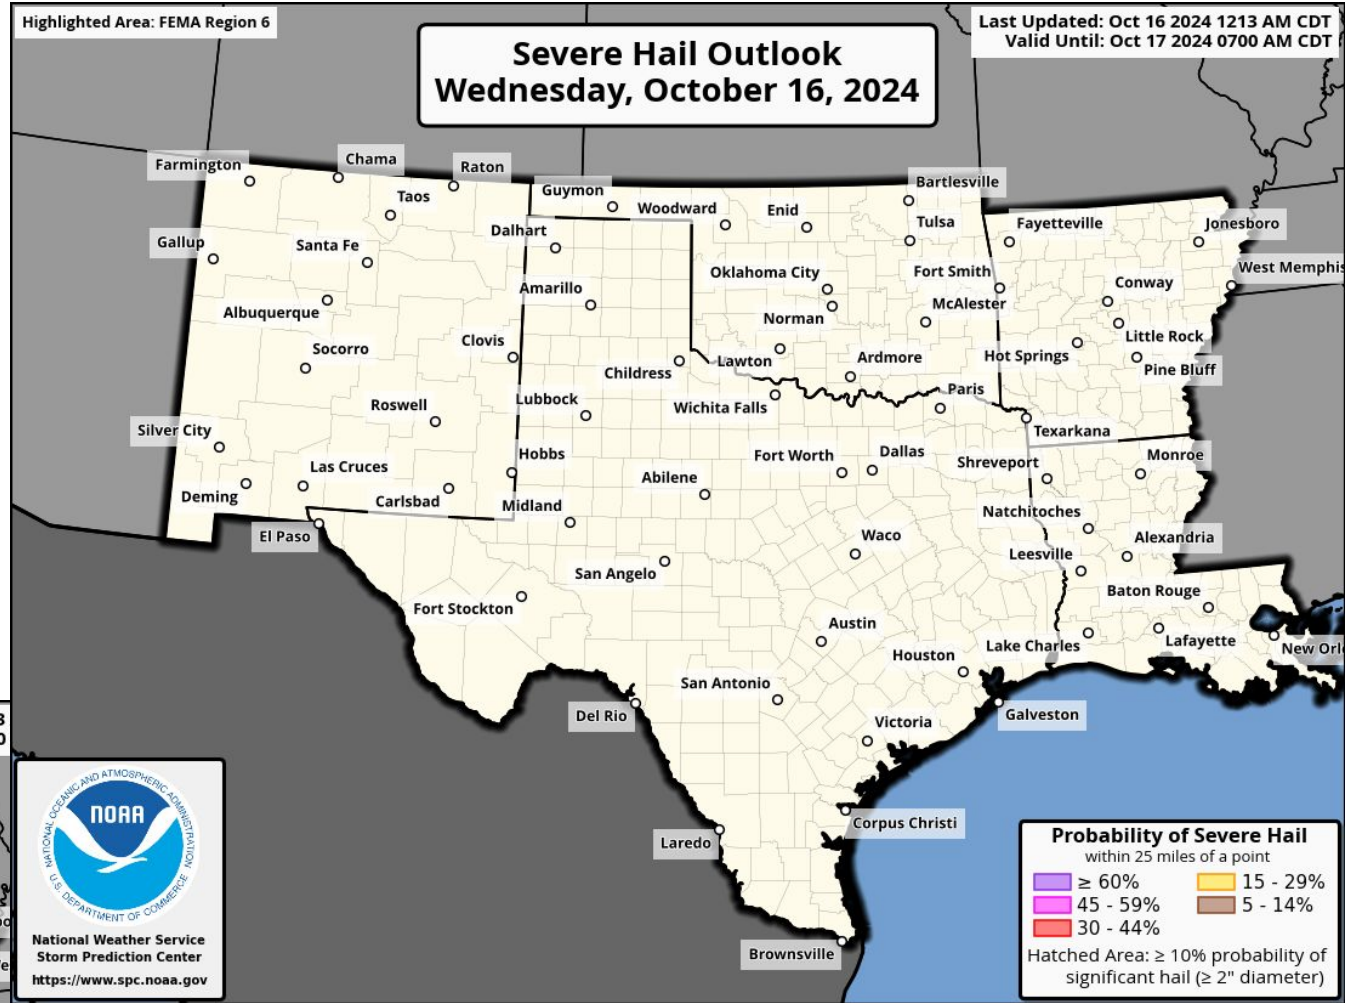 Highlighted Area: FEMA Region 6
Last Updated: Oct 16 2024 1213 AM CDT
Valid Until: Oct 17 2024 0700 AM CDT
Severe Hail Outlook
Wednesday, October 16, 2024
Farmington
Chama
Raton
Taos
Guymon
Woodward
Enid
Bartlesville
Tulsa
Fayetteville
Jonesboro
Gallup
Santa Fe
Dalhart
Oklahoma City
Fort Smith
West Memphis
Albuquerque
Amarillo
Norman
McAlester
Conway
Socorro
Clovis
Childress
Lawton
Ardmore
Hot Springs
Little Rock
Pine Bluff
Roswell
Lubbock
Wichita Falls
Paris
Silver City
Texarkana
Las Cruces
Hobbs
Abilene
Fort Worth
Dallas
Shreveport
Monroe
Deming
Carlsbad
Midland
Natchitoches
El Paso
Waco
Alexandria
San Angelo
Leesville
Fort Stockton
Baton Rouge
Austin
Lake Charles
Lafayette
New Orl
Houston
San Antonio
Del Rio
Galveston
Victoria
Laredo
Corpus Christi
Brownsville
NATIONAL OCEANIC AND ATMOSPHERIC ADMINISTRATION
NOAA
U.S. DEPARTMENT OF COMMERCE
National Weather Service
Storm Prediction Center
https://www.spc.noaa.gov
Probability of Severe Hail
within 25 miles of a point
≥ 60%
15 - 29%
45 - 59%
5 - 14%
30 - 44%
Hatched Area: ≥ 10% probability of
significant hail (≥ 2" diameter)